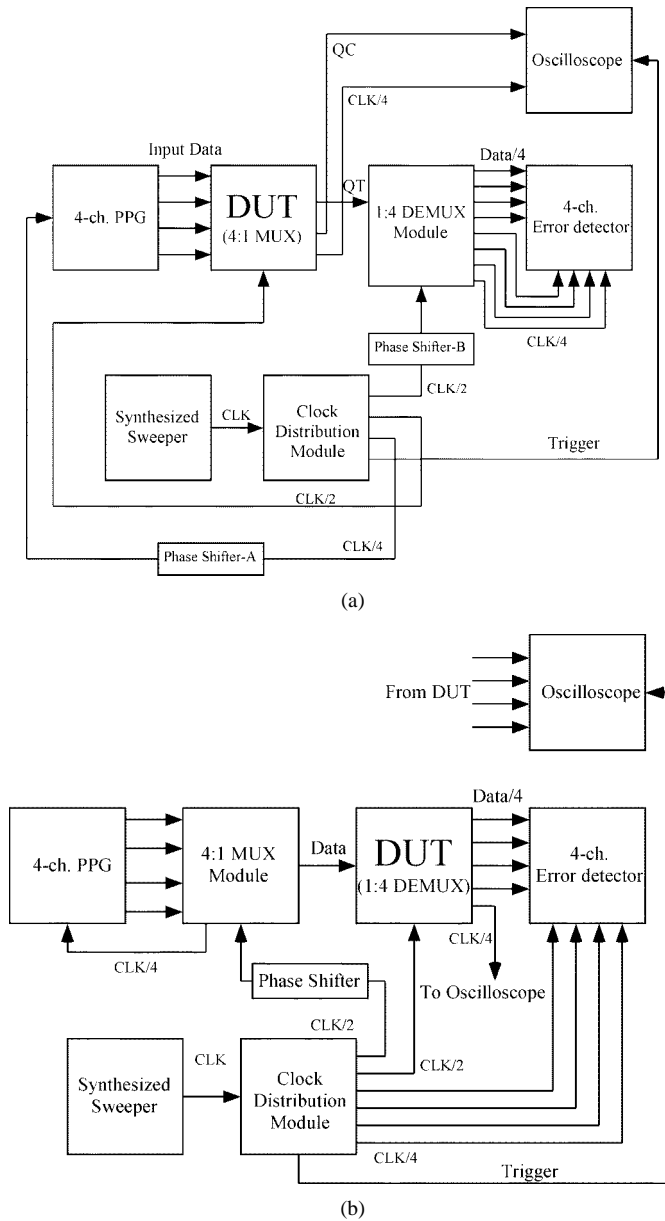 QC
Oscilloscope
CLK/4
Input Data
Data/4
4-ch. PPG
DUT
(4:1 MUX)
QT
1:4 DEMUX
Module
4-ch.
Error detector
CLK/4
Phase Shifter-B
CLK/2
Synthesized
Sweeper
CLK
Clock
Distribution
Module
Trigger
CLK/2
CLK/4
Phase Shifter-A
(a)
From DUT
Oscilloscope
Data/4
4-ch. PPG
4:1 MUX
Module
Data
DUT
(1:4 DEMUX)
4-ch.
Error detector
CLK/4
CLK/4
Phase Shifter
To Oscilloscope
CLK/2
CLK
CLK/2
Synthesized
Sweeper
Clock
Distribution
Module
CLK/4
Trigger
(b)